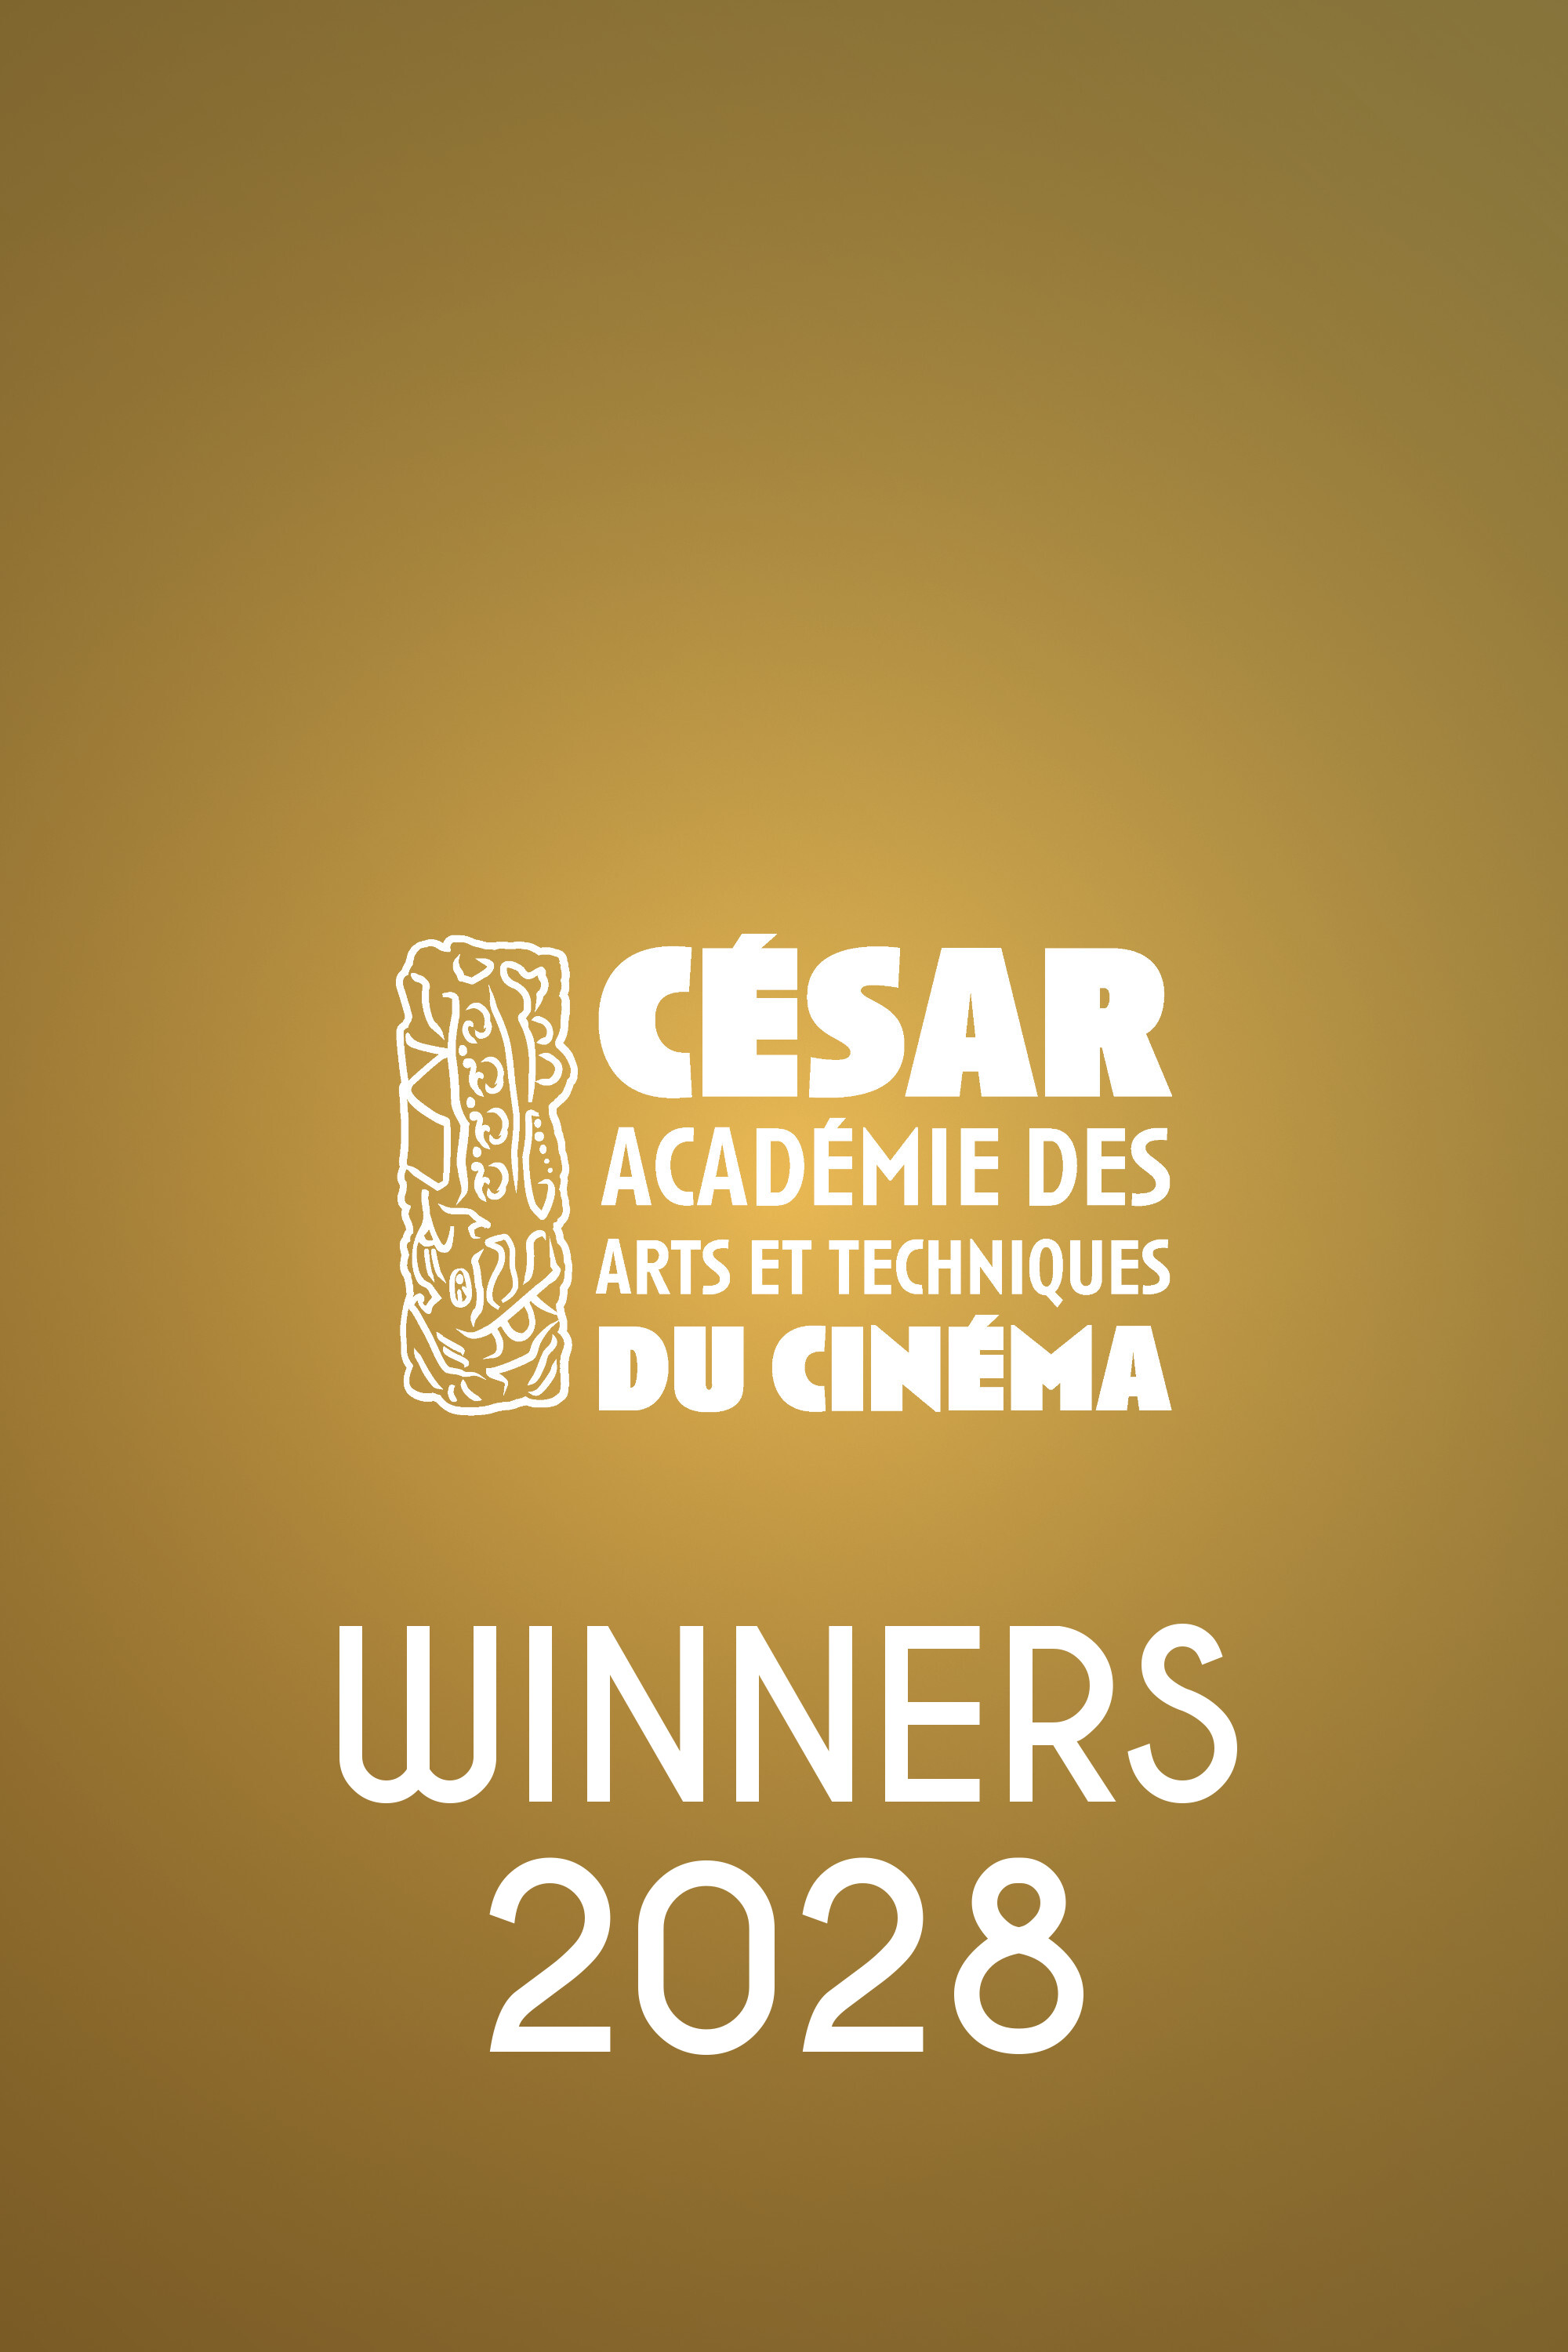 CÉSAR
ACADÉMIE DES
ARTS ET TECHNIQUES
DU CINÉMA
WINNERS
2028